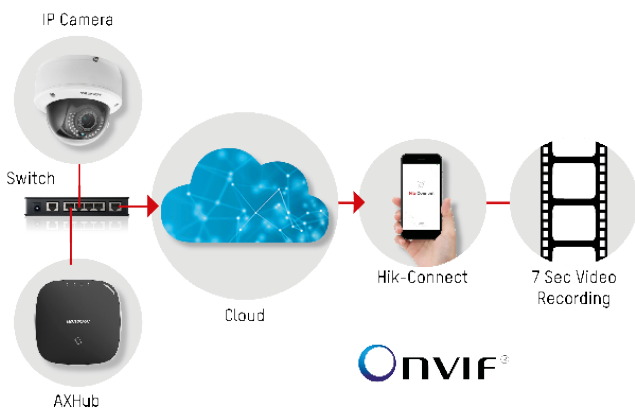 IP Camera
Switch
AXHub
Cloud
Hik-Connect
7 Sec Video
Recording
ONVIF®